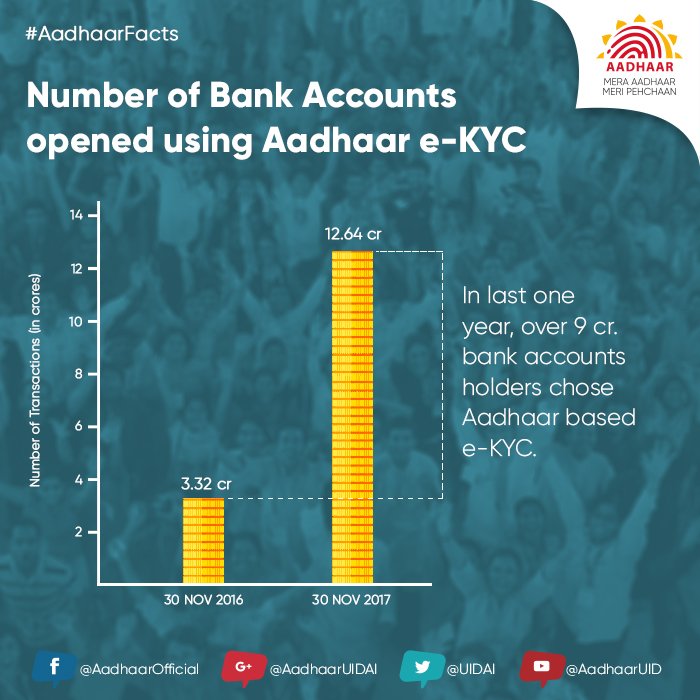 #AadhaarFacts
AADHAAR
MERA AADHAAR
MERI PEHCHAAN
Number of Bank Accounts
opened using Aadhaar e-KYC
Number of Transactions (in crores)
14
12
10
8
6
4
2
3.32 cr
12.64 cr
30 NOV 2016
30 NOV 2017
In last one
year, over 9 cr.
bank accounts
holders chose
Aadhaar based
e-KYC.
f @AadhaarOfficial
G+ @AadhaarUIDAI
@UIDAI
@AadhaarUID